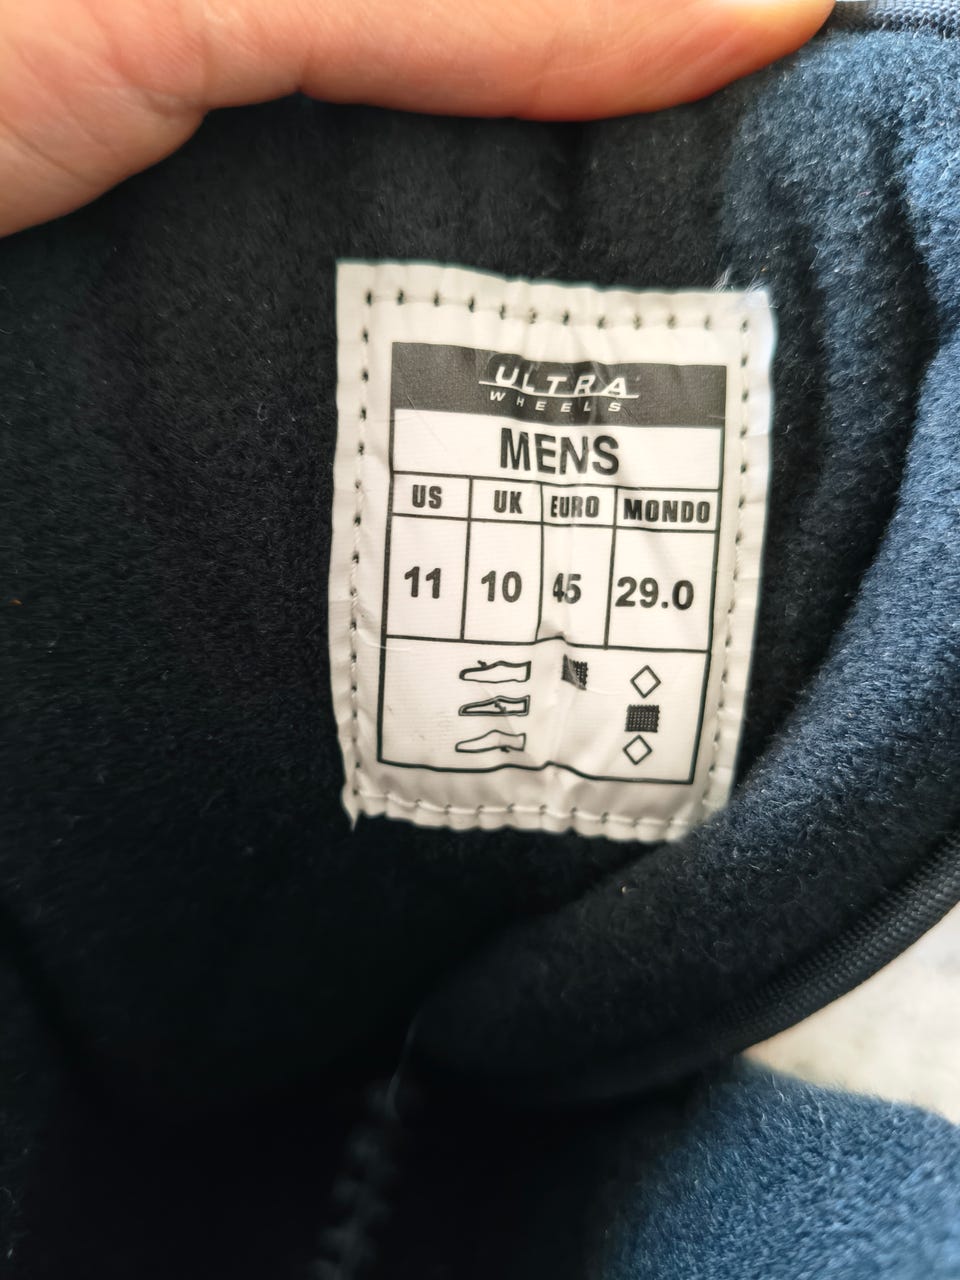 ULTRA
WHEELS
MENS
US UK EURO MONDO
11 10 45 29.0